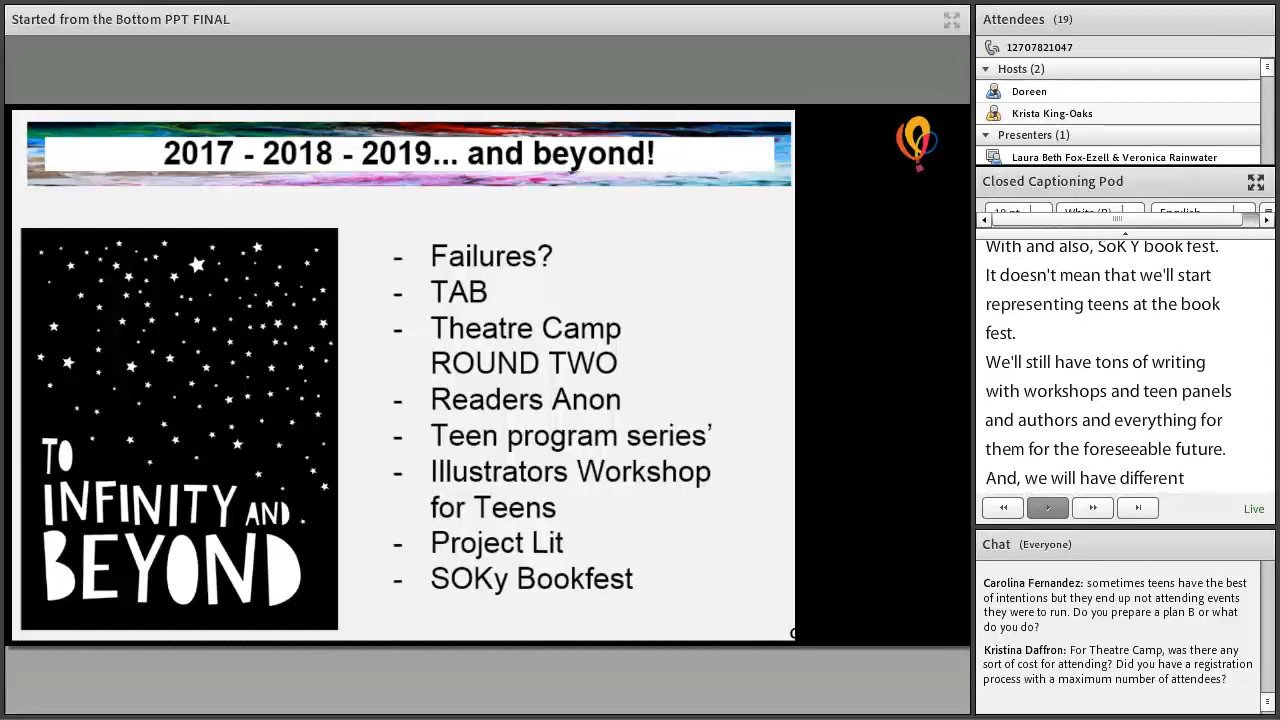 Started from the Bottom PPT FINAL
2017 - 2018 - 2019... and beyond!
TO
INFINITY AND
BEYOND
- Failures?
- TAB
- Theatre Camp
ROUND TWO
- Readers Anon
- Teen program series’
- Illustrators Workshop
for Teens
- Project Lit
- SOKy Bookfest
Attendees (19)
12707821047
Hosts (2)
Doreen
Krista King-Oaks
Presenters (1)
Laura Beth Fox-Ezell & Veronica Rainwater
Closed Captioning Pod
With and also, SoK Y book fest.
It doesn't mean that we'll start
representing teens at the book
fest.
We'll still have tons of writing
with workshops and teen panels
and authors and everything for
them for the foreseeable future.
And, we will have different
Live
Chat (Everyone)
Carolina Fernandez: sometimes teens have the best
of intentions but they end up not attending events
they were to run. Do you prepare a plan B or what
do you do?
Kristina Daffron: For Theatre Camp, was there any
sort of cost for attending? Did you have a registration
process with a maximum number of attendees?